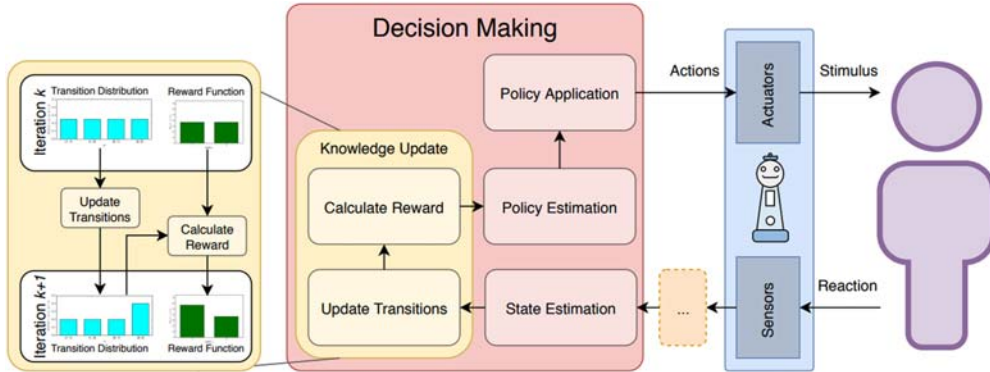 Decision Making
Iteration k
Transition Distribution
Reward Function
Update
Transitions
Calculate
Reward
Iteration k+1
Transition Distribution
Reward Function
Knowledge Update
Calculate Reward
Update Transitions
Policy Application
Policy Estimation
State Estimation
...
Actions
Actuators
Stimulus
Sensors
Reaction